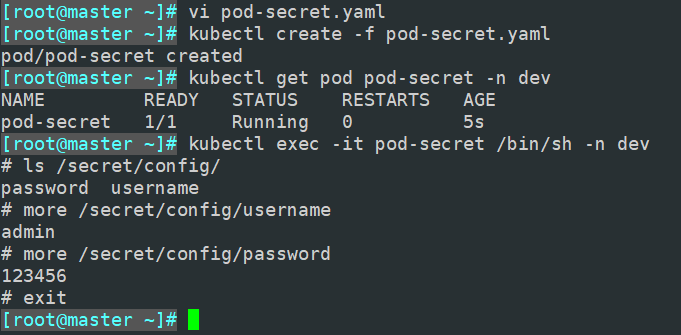 [root@master ~]# vi pod-secret.yaml
[root@master ~]# kubectl create -f pod-secret.yaml
pod/pod-secret created
[root@master ~]# kubectl get pod pod-secret -n dev
NAME         READY   STATUS    RESTARTS   AGE
pod-secret   1/1     Running   0          5s
[root@master ~]# kubectl exec -it pod-secret /bin/sh -n dev
# ls /secret/config/
password  username
# more /secret/config/username
admin
# more /secret/config/password
123456
# exit
[root@master ~]#